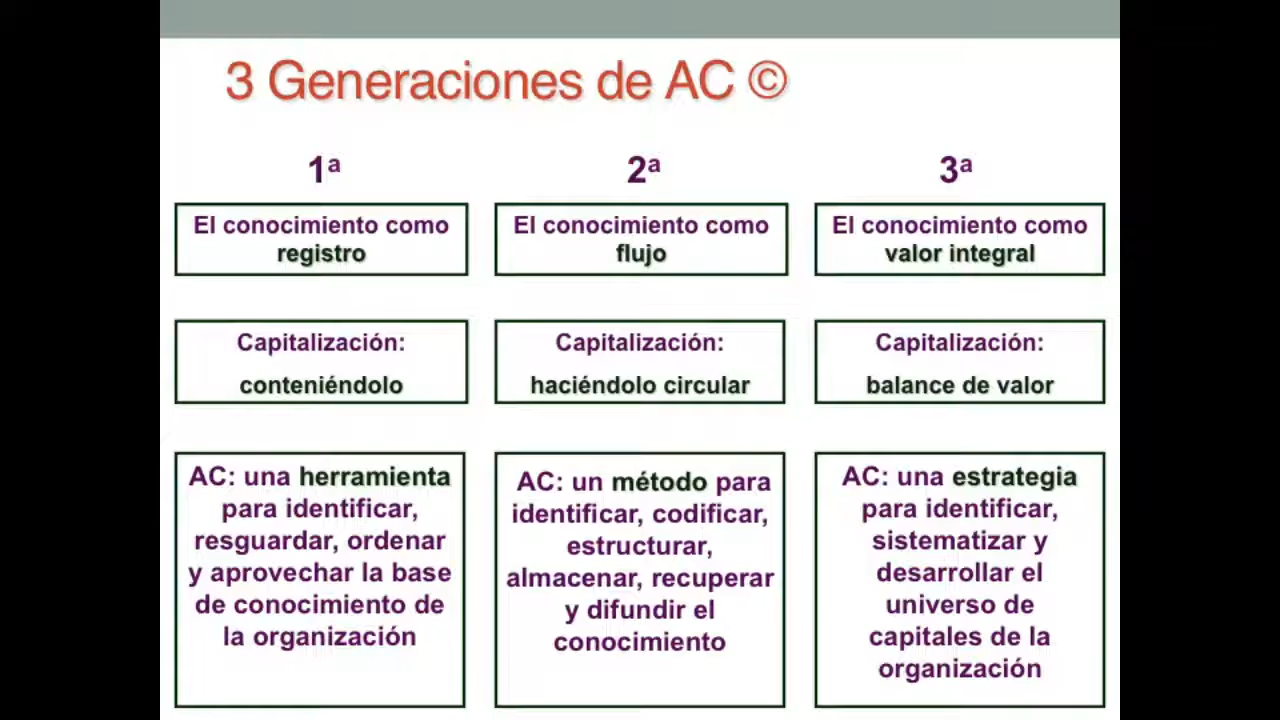 3 Generaciones de AC ©
1ª
2ª
3ª
El conocimiento como
registro
El conocimiento como
flujo
El conocimiento como
valor integral
Capitalización:
conteniéndolo
Capitalización:
haciéndolo circular
Capitalización:
balance de valor
AC: una herramienta
para identificar,
resguardar, ordenar
y aprovechar la base
de conocimiento de
la organización
AC: un método para
identificar, codificar,
estructurar,
almacenar, recuperar
y difundir el
conocimiento
AC: una estrategia
para identificar,
sistematizar y
desarrollar el
universo de
capitales de la
organización